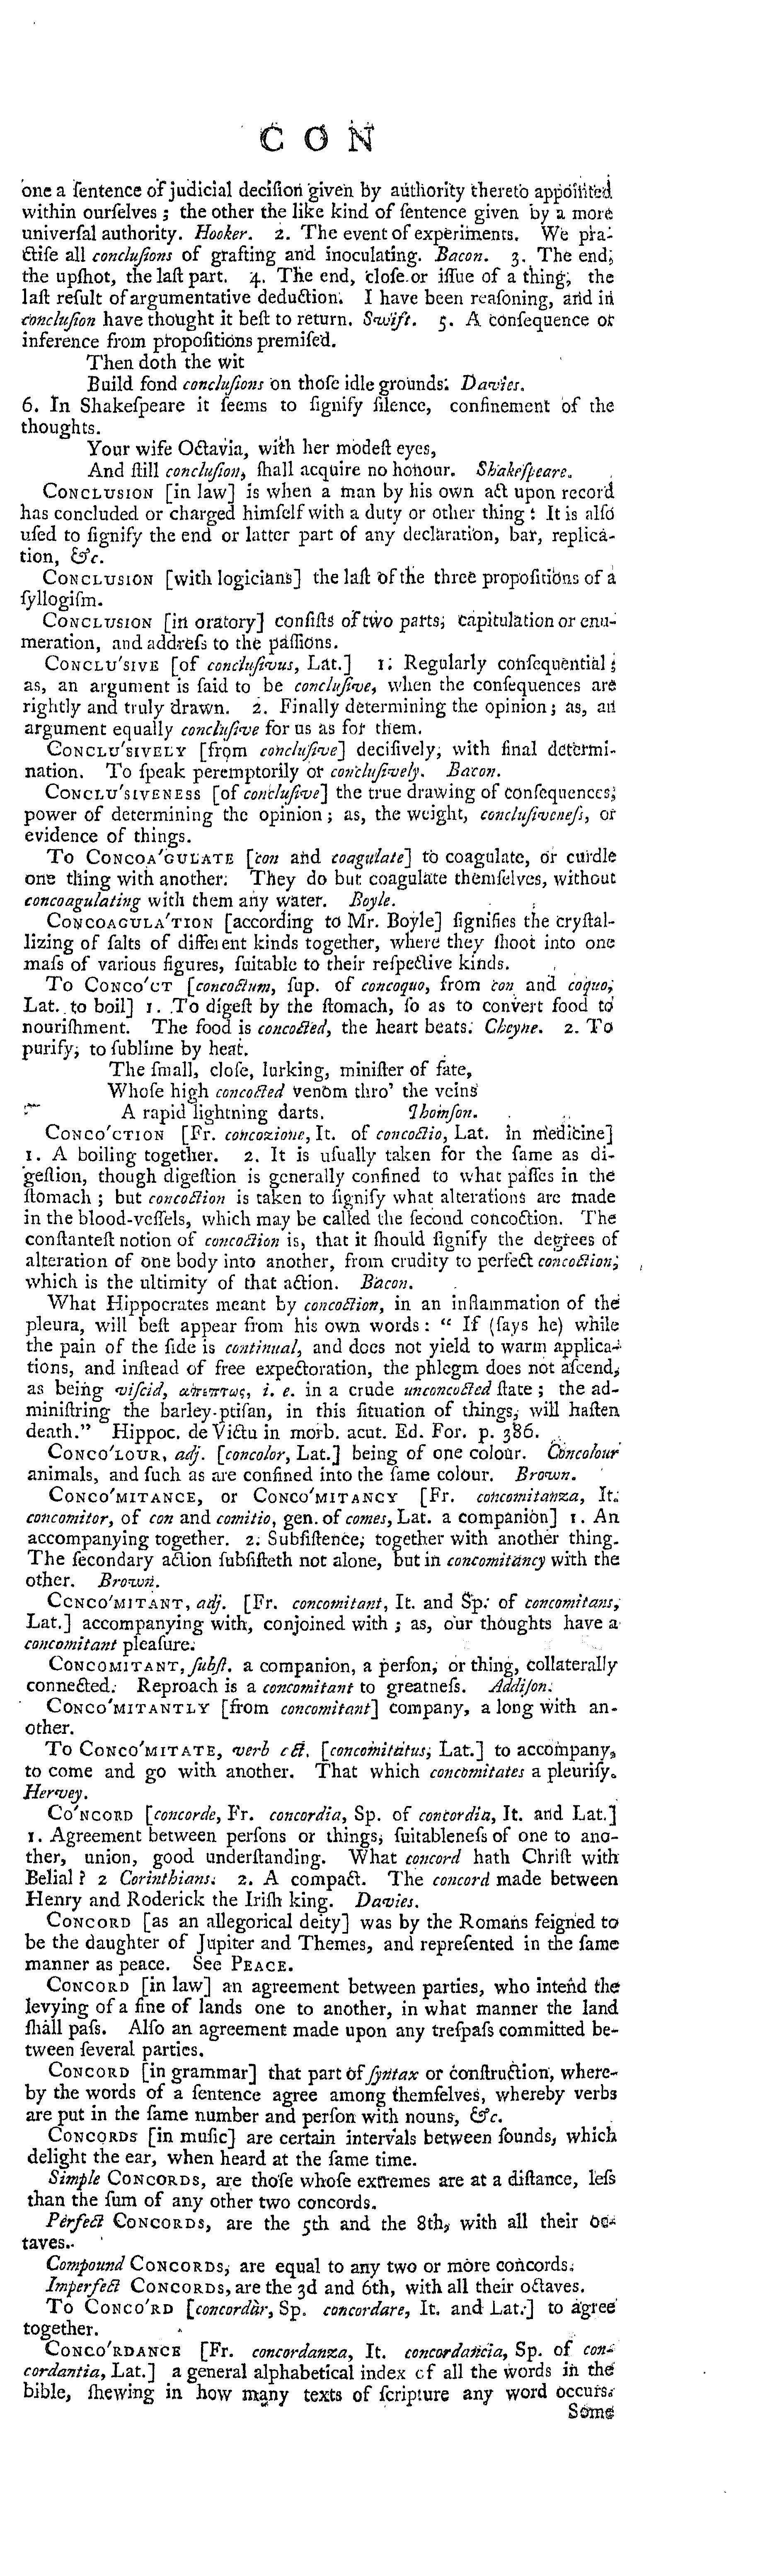 C O N
one a ſentence of judicial deciſion given by authority thereto appointed
within ourſelves ; the other the like kind of ſentence given by a more
univerſal authority. Hooker. 2. The event of experiments. We pra-
ctiſe all concluſions of grafting and inoculating. Bacon. 3. The end;
the upſhot, the laſt part. 4. The end, cloſe or iſſue of a thing; the
laſt reſult of argumentative deduction. I have been reaſoning, and in
concluſion have thought it beſt to return. Swift. 5. A conſequence or
inference from propoſitions premiſed.
Then doth the wit
Build fond concluſions on thoſe idle grounds. Davies.
6. In Shakeſpeare it ſeems to ſignify ſilence, confinement of the
thoughts.
Your wife Octavia, with her modeſt eyes,
And ſtill concluſion, ſhall acquire no honour. Shakeſpeare.
CONCLUSION [in law] is when a man by his own act upon record
has concluded or charged himſelf with a duty or other thing: It is alſo
uſed to ſignify the end or latter part of any declaration, bar, replica-
tion, &c.
CONCLUSION [with logicians] the laſt of the three propoſitions of a
ſyllogiſm.
CONCLUSION [in oratory] conſiſts of two parts; capitulation or enu-
meration, and addreſs to the paſſions.
CONCLU'SIVE [of concluſivus, Lat.] 1. Regularly conſequential;
as, an argument is ſaid to be concluſive, when the conſequences are
rightly and truly drawn. 2. Finally determining the opinion; as, an
argument equally concluſive for us as for them.
CONCLU'SIVELY [from concluſive] deciſively, with final determi-
nation. To ſpeak peremptorily or concluſively. Bacon.
CONCLU'SIVENESS [of concluſive] the true drawing of conſequences;
power of determining the opinion; as, the weight, concluſiveneſs, or
evidence of things.
To CONCOA'GULATE [con and coagulate] to coagulate, or curdle
one thing with another. They do but coagulate themſelves, without
concoagulating with them any water. Boyle.
CONCOAGULA'TION [according to Mr. Boyle] ſignifies the cryſtal-
lizing of ſalts of different kinds together, where they ſhoot into one
maſs of various figures, ſuitable to their reſpective kinds.
To CONCO'CT [concoctum, ſup. of concoquo, from con and coquo,
Lat. to boil] 1. To digeſt by the ſtomach, ſo as to convert food to
nouriſhment. The food is concocted, the heart beats. Cheyne. 2. To
purify, to ſublime by heat.
The ſmall, cloſe, lurking, miniſter of fate,
Whoſe high concocted venom thro' the veins
A rapid lightning darts. Thomſon.
CONCO'CTION [Fr. concozione, It. of concoctio, Lat. in medicine]
1. A boiling together. 2. It is uſually taken for the ſame as di-
geſtion, though digeſtion is generally confined to what paſſes in the
ſtomach ; but concoction is taken to ſignify what alterations are made
in the blood-veſſels, which may be called the ſecond concoction. The
conſtanteſt notion of concoction is, that it ſhould ſignify the degrees of
alteration of one body into another, from crudity to perfect concoction;
which is the ultimity of that action. Bacon.
What Hippocrates meant by concoction, in an inflammation of the
pleura, will beſt appear from his own words : “ If (ſays he) while
the pain of the ſide is continual, and does not yield to warm applica-
tions, and inſtead of free expectoration, the phlegm does not aſcend,
as being viſcid, απεπτως, i. e. in a crude unconcocted ſtate ; the ad-
miniſtring the barley-ptiſan, in this ſituation of things, will haſten
death.” Hippoc. de Victu in morb. acut. Ed. For. p. 386.
CONCO'LOUR, adj. [concolor, Lat.] being of one colour. Concolour
animals, and ſuch as are confined into the ſame colour. Brown.
CONCO'MITANCE, or CONCO'MITANCY [Fr. concomitanza, It.
concomitor, of con and comitio, gen. of comes, Lat. a companion] 1. An
accompanying together. 2. Subſiſtence; together with another thing.
The ſecondary action ſubſiſteth not alone, but in concomitancy with the
other. Brown.
CONCO'MITANT, adj. [Fr. concomitant, It. and Sp. of concomitans,
Lat.] accompanying with, conjoined with ; as, our thoughts have a
concomitant pleaſure.
CONCOMITANT, ſubſt. a companion, a perſon, or thing, collaterally
connected. Reproach is a concomitant to greatneſs. Addiſon.
CONCO'MITANTLY [from concomitant] company, a long with an-
other.
To CONCO'MITATE, verb act. [concomitatus, Lat.] to accompany,
to come and go with another. That which concomitates a pleuriſy.
Hervey.
CO'NCORD [concorde, Fr. concordia, Sp. of concordia, It. and Lat.]
1. Agreement between perſons or things, ſuitableneſs of one to ano-
ther, union, good underſtanding. What concord hath Chriſt with
Belial ? 2 Corinthians. 2. A compact. The concord made between
Henry and Roderick the Iriſh king. Davies.
CONCORD [as an allegorical deity] was by the Romans feigned to
be the daughter of Jupiter and Themes, and repreſented in the ſame
manner as peace. See PEACE.
CONCORD [in law] an agreement between parties, who intend the
levying of a fine of lands one to another, in what manner the land
ſhall paſs. Alſo an agreement made upon any treſpaſs committed be-
tween ſeveral parties.
CONCORD [in grammar] that part of ſyntax or conſtruction, where-
by the words of a ſentence agree among themſelves, whereby verbs
are put in the ſame number and perſon with nouns, &c.
CONCORDS [in muſic] are certain intervals between ſounds, which
delight the ear, when heard at the ſame time.
Simple CONCORDS, are thoſe whoſe extremes are at a diſtance, leſs
than the ſum of any other two concords.
Perfect CONCORDS, are the 5th and the 8th, with all their oc-
taves.
Compound CONCORDS, are equal to any two or more concords.
Imperfect CONCORDS, are the 3d and 6th, with all their octaves.
To CONCO'RD [concordàr, Sp. concordare, It. and Lat.] to agree
together.
CONCO'RDANCE [Fr. concordanza, It. concordancia, Sp. of con-
cordantia, Lat.] a general alphabetical index of all the words in the
bible, ſhewing in how many texts of ſcripture any word occurs.
Some